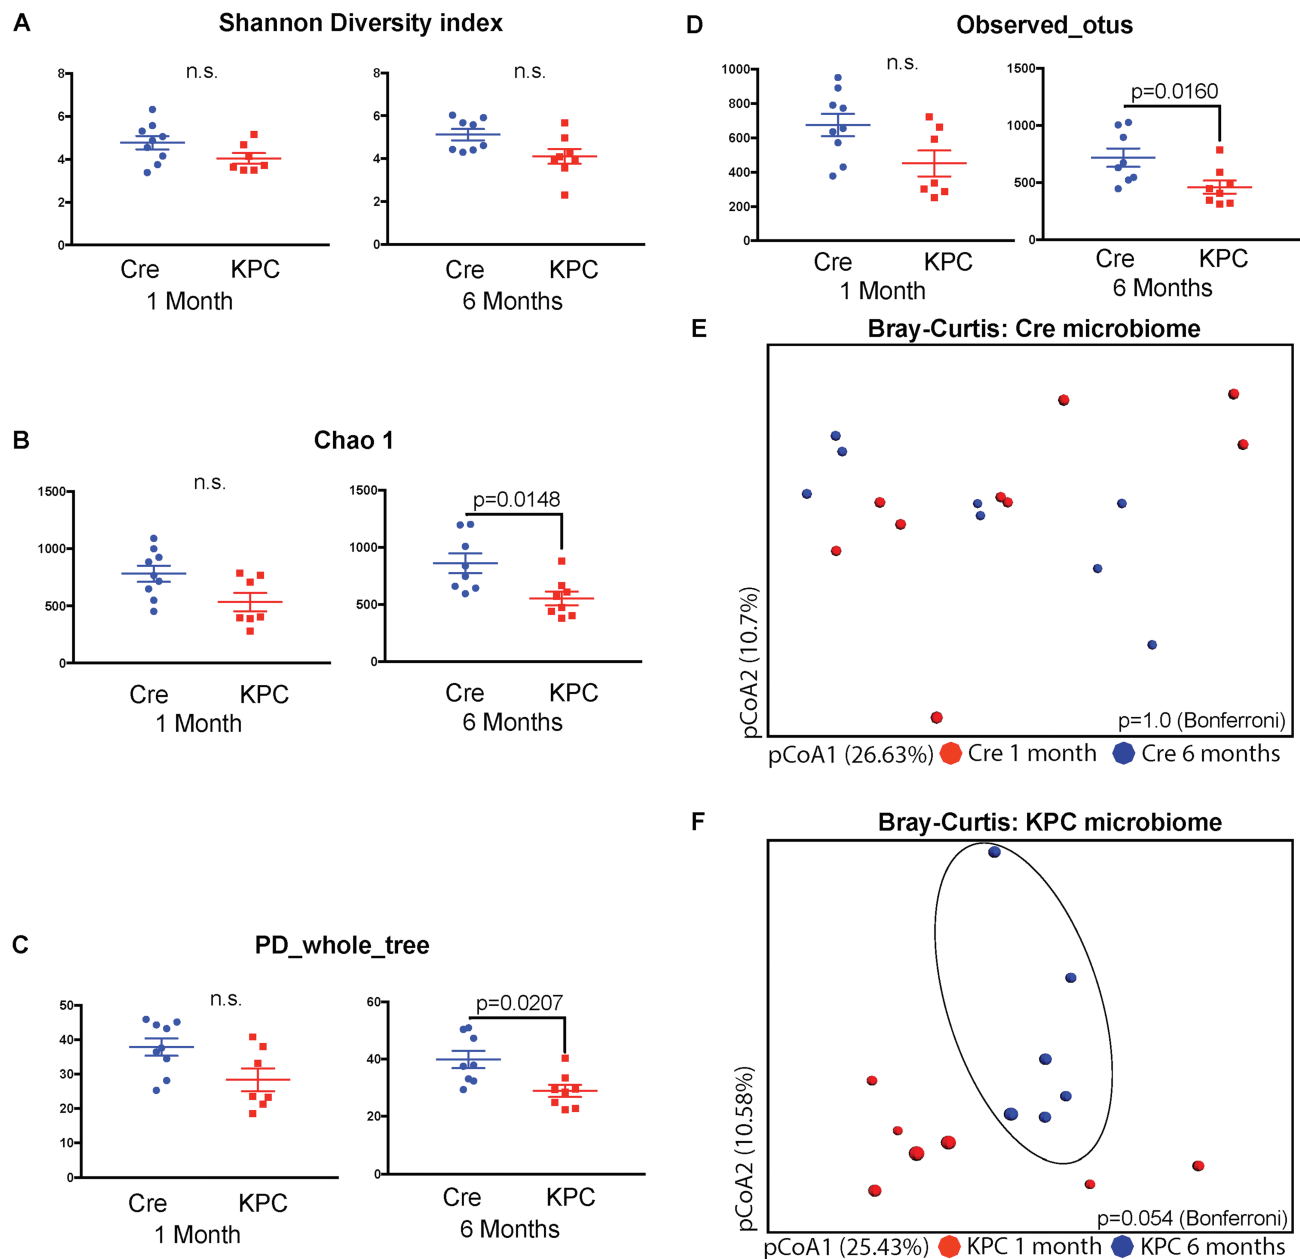 A
Shannon Diversity index
n.s.
8
6
4
2
0
Cre
KPC
1 Month
n.s.
8
6
4
2
0
Cre
KPC
6 Months
B
Chao 1
n.s.
1500
1000
500
0
Cre
KPC
1 Month
p=0.0148
1500
1000
500
0
Cre
KPC
6 Months
C
PD_whole_tree
n.s.
50
40
30
20
10
0
Cre
KPC
1 Month
p=0.0207
60
40
20
0
Cre
KPC
6 Months
D
Observed_otus
n.s.
1000
800
600
400
200
0
Cre
KPC
1 Month
p=0.0160
1500
1000
500
0
Cre
KPC
6 Months
E
Bray-Curtis: Cre microbiome
pCoA2 (10.7%)
p=1.0 (Bonferroni)
pCoA1 (26.63%) Cre 1 month Cre 6 months
F
Bray-Curtis: KPC microbiome
pCoA2 (10.58%)
p=0.054 (Bonferroni)
pCoA1 (25.43%) KPC 1 month KPC 6 months